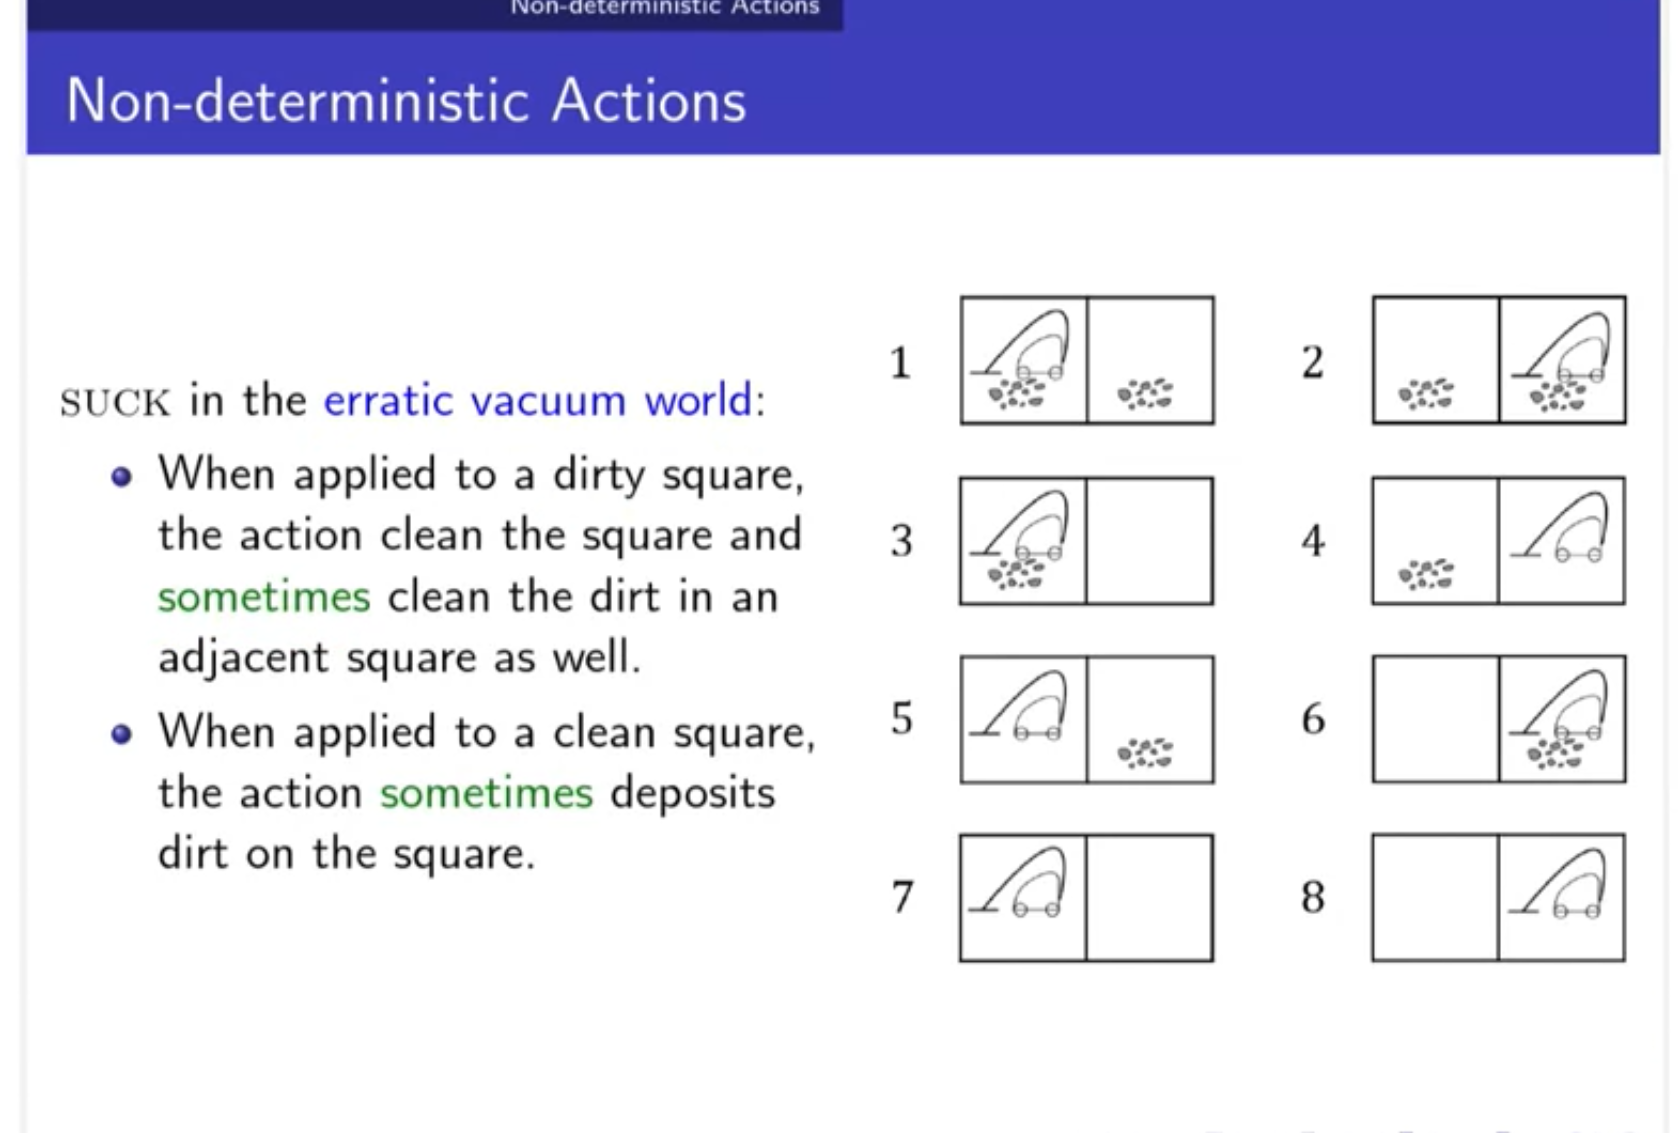 Non-deterministic Actions
Non-deterministic Actions
SUCK in the erratic vacuum world:
When applied to a dirty square,
the action clean the square and
sometimes clean the dirt in an
adjacent square as well.
When applied to a clean square,
the action sometimes deposits
dirt on the square.
1
2
3
4
5
6
7
8